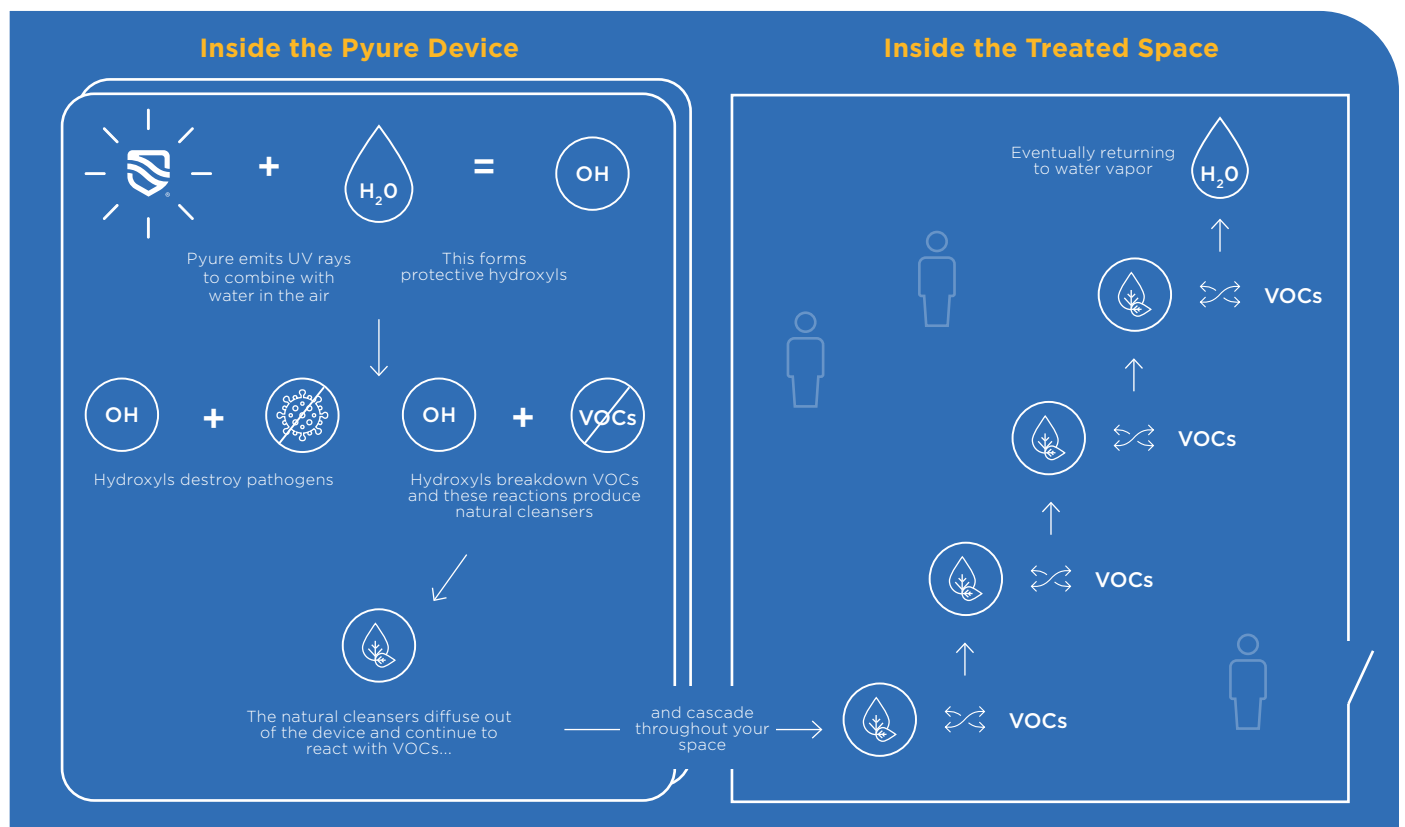 Inside the Pyure Device
+
H₂0
=
OH
®
Pyure emits UV rays
to combine with
water in the air
This forms
protective hydroxyls
OH
+
OH
+
VOCs
Hydroxyls destroy pathogens
Hydroxyls breakdown VOCs
and these reactions produce
natural cleansers
The natural cleansers diffuse out
of the device and continue to
react with VOCs...
and cascade
throughout your
space
Inside the Treated Space
Eventually returning
to water vapor
H₂0
VOCs
VOCs
VOCs
VOCs